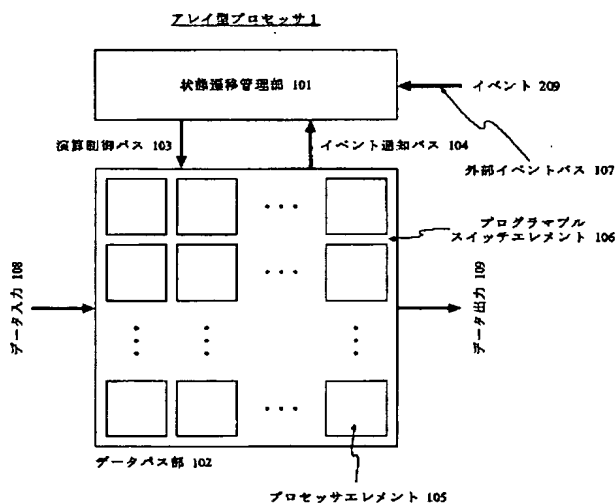 アレイ型プロセッサ 1
状態遷移管理部 101
イベント 209
演算制御バス 103
イベント通知バス 104
外部イベントバス 107
プログラマブル
スイッチエレメント 106
データ入力 108
データ出力 109
データパス部 102
プロセッサエレメント 105